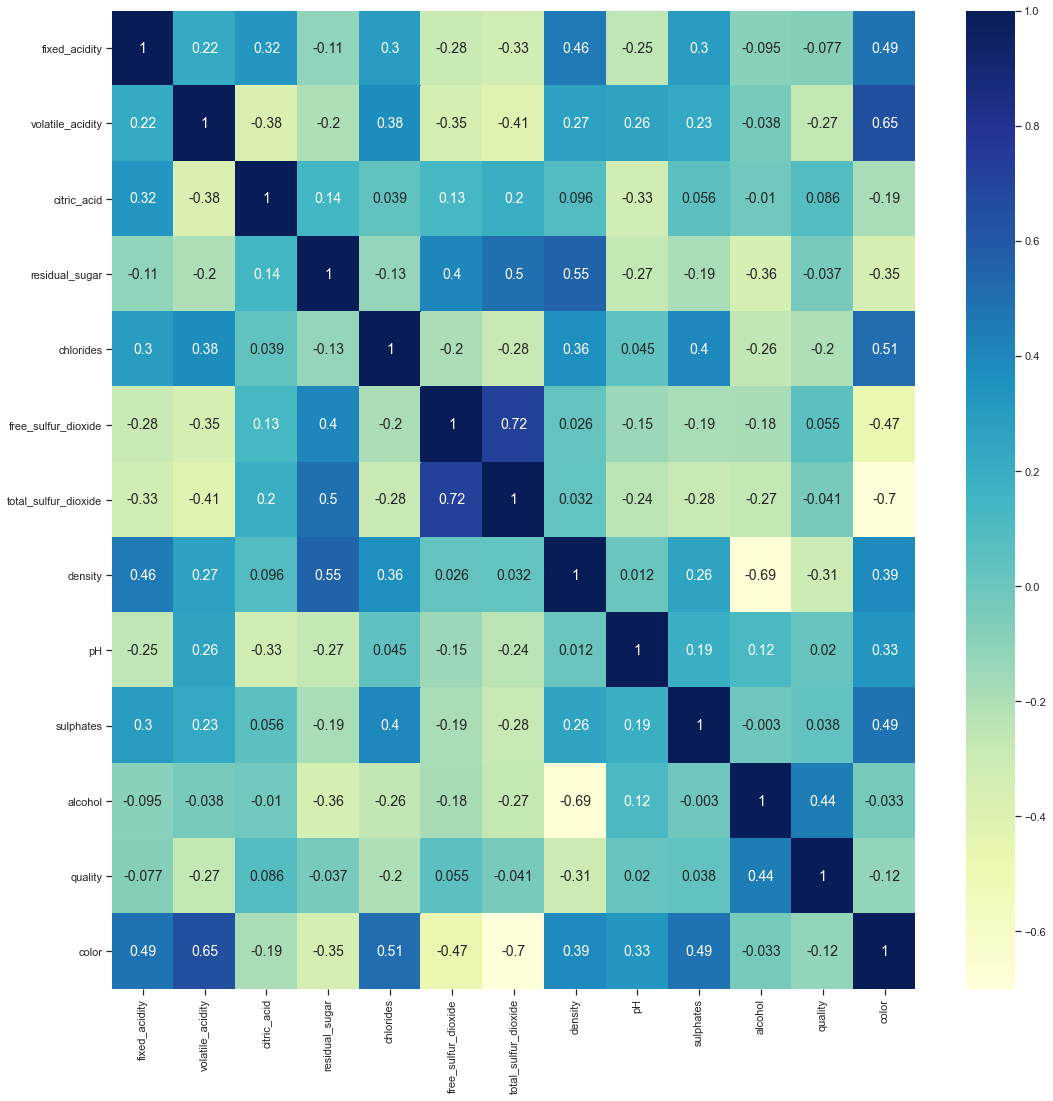 fixed_acidity 1 0.22 0.32 -0.11 0.3 -0.28 -0.33 0.46 -0.25 0.3 -0.095 -0.077 0.49
volatile_acidity 0.22 1 -0.38 -0.2 0.38 -0.35 -0.41 0.27 0.26 0.23 -0.038 -0.27 0.65
citric_acid 0.32 -0.38 1 0.14 0.039 0.13 0.2 0.096 -0.33 0.056 -0.01 0.086 -0.19
residual_sugar -0.11 -0.2 0.14 1 -0.13 0.4 0.5 0.55 -0.27 -0.19 -0.36 -0.037 -0.35
chlorides 0.3 0.38 0.039 -0.13 1 -0.2 -0.28 0.36 0.045 0.4 -0.26 -0.2 0.51
free_sulfur_dioxide -0.28 -0.35 0.13 0.4 -0.2 1 0.72 0.026 -0.15 -0.19 -0.18 0.055 -0.47
total_sulfur_dioxide -0.33 -0.41 0.2 0.5 -0.28 0.72 1 0.032 -0.24 -0.28 -0.27 -0.041 -0.7
density 0.46 0.27 0.096 0.55 0.36 0.026 0.032 1 0.012 0.26 -0.69 -0.31 0.39
pH -0.25 0.26 -0.33 -0.27 0.045 -0.15 -0.24 0.012 1 0.19 0.12 0.02 0.33
sulphates 0.3 0.23 0.056 -0.19 0.4 -0.19 -0.28 0.26 0.19 1 -0.003 0.038 0.49
alcohol -0.095 -0.038 -0.01 -0.36 -0.26 -0.18 -0.27 -0.69 0.12 -0.003 1 0.44 -0.033
quality -0.077 -0.27 0.086 -0.037 -0.2 0.055 -0.041 -0.31 0.02 0.038 0.44 1 -0.12
color 0.49 0.65 -0.19 -0.35 0.51 -0.47 -0.7 0.39 0.33 0.49 -0.033 -0.12 1
fixed_acidity
volatile_acidity
citric_acid
residual_sugar
chlorides
free_sulfur_dioxide
total_sulfur_dioxide
density
pH
sulphates
alcohol
quality
color
1.0
0.8
0.6
0.4
0.2
0.0
−0.2
−0.4
−0.6